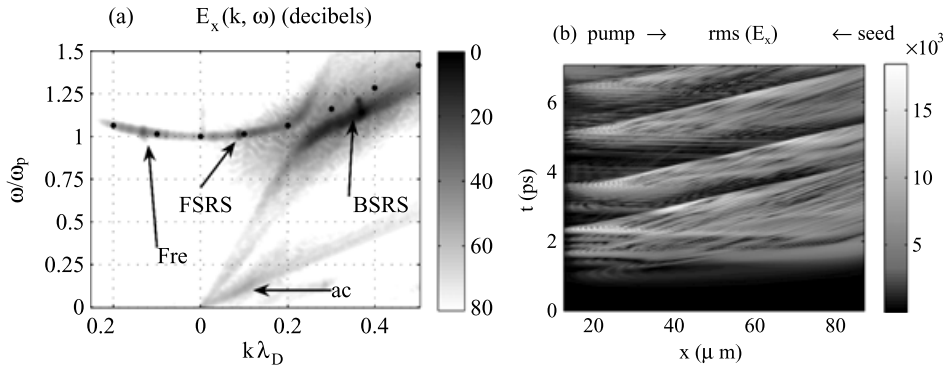 (a) E_x(k, ω) (decibels)
1.5
1.25
1
0.75
0.5
0.25
0
ω/ω_p
FSRS
BSRS
Fre
ac
0.2 0 0.2 0.4
k λ_D
0
20
40
60
80
(b) pump → rms (E_x) ← seed
×10³
6
4
2
0
t (ps)
20 40 60 80
x (μ m)
15
10
5